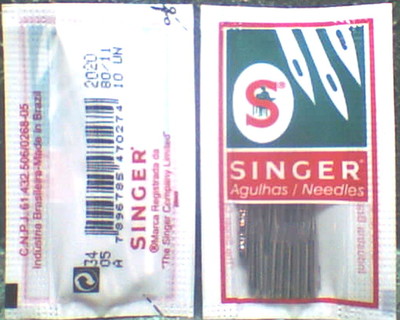 C.N.P.J. 61.432.506/0268-05
Indústria Brasileira-Made in Brazil
2020
80/11
10 UN
7896785470274
34
05
A
SINGER®
®Marca Registrada da
"The Singer Company Limited"
S
SINGER®
Agulhas / Needles